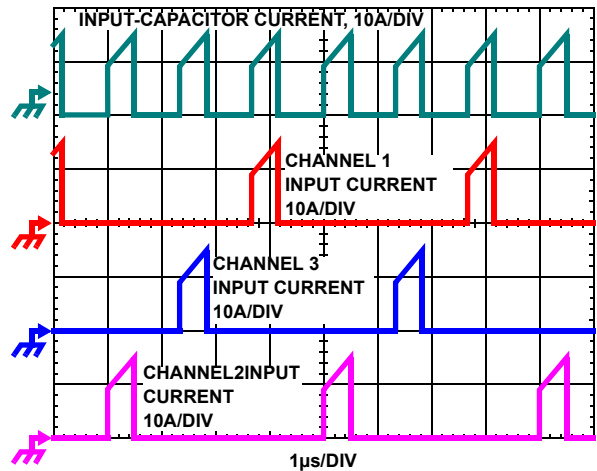 INPUT-CAPACITOR CURRENT, 10A/DIV
CHANNEL 1
INPUT CURRENT
10A/DIV
CHANNEL 3
INPUT CURRENT
10A/DIV
CHANNEL2INPUT
CURRENT
10A/DIV
1µs/DIV